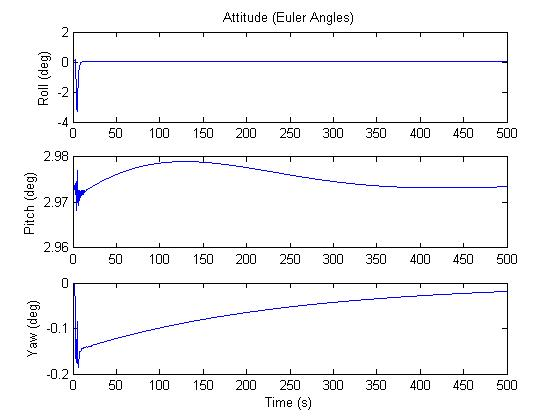 Attitude (Euler Angles)
2
0
-2
-4
Roll (deg)
0 50 100 150 200 250 300 350 400 450 500
2.98
2.97
2.96
Pitch (deg)
0 50 100 150 200 250 300 350 400 450 500
0
-0.1
-0.2
Yaw (deg)
0 50 100 150 200 250 300 350 400 450 500
Time (s)